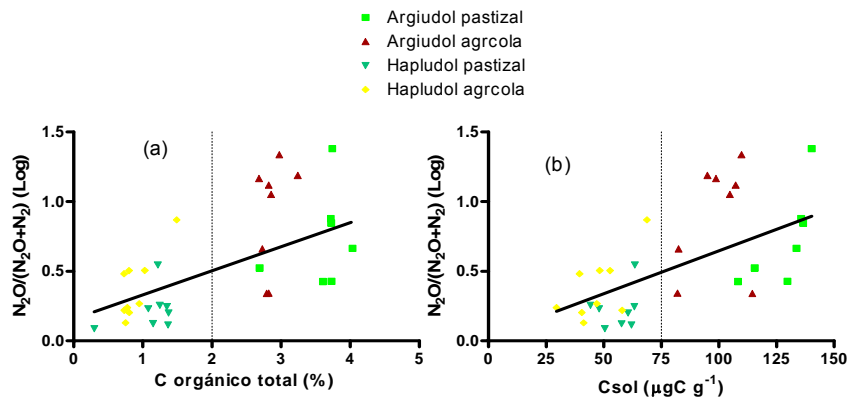 Argiudol pastizal
Argiudol agrcola
Hapludol pastizal
Hapludol agrcola
N₂O/(N₂O+N₂) (Log)
1.5
1.0
0.5
0.0
(a)
0 1 2 3 4 5
C orgánico total (%)
N₂O/(N₂O+N₂) (Log)
1.5
1.0
0.5
0.0
(b)
0 25 50 75 100 125 150
Csol (µgC g⁻¹)